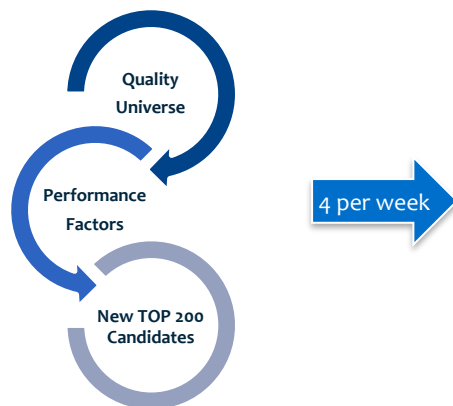 Quality
Universe
Performance
Factors
4 per week
New TOP 200
Candidates